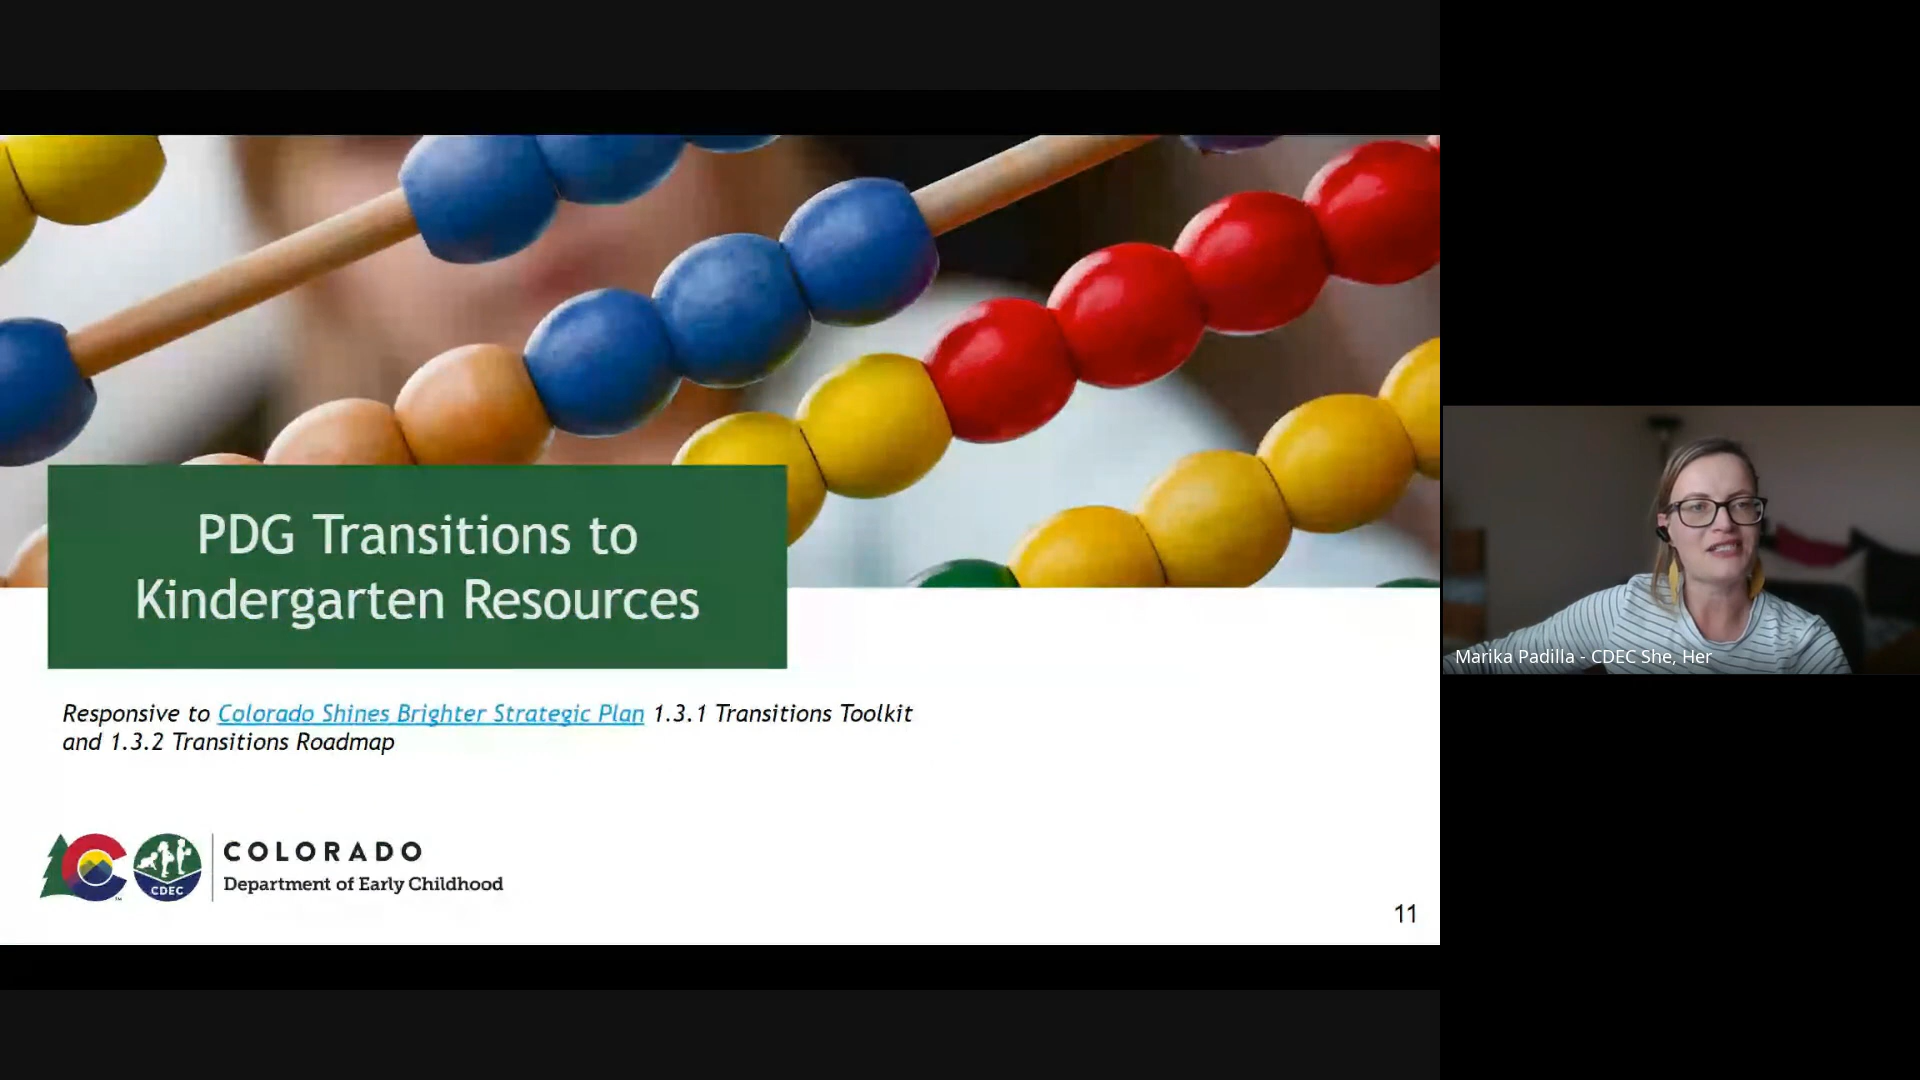 PDG Transitions to
Kindergarten Resources
Responsive to Colorado Shines Brighter Strategic Plan 1.3.1 Transitions Toolkit
and 1.3.2 Transitions Roadmap
CDEC
COLORADO
Department of Early Childhood
11
Marika Padilla - CDEC She, Her